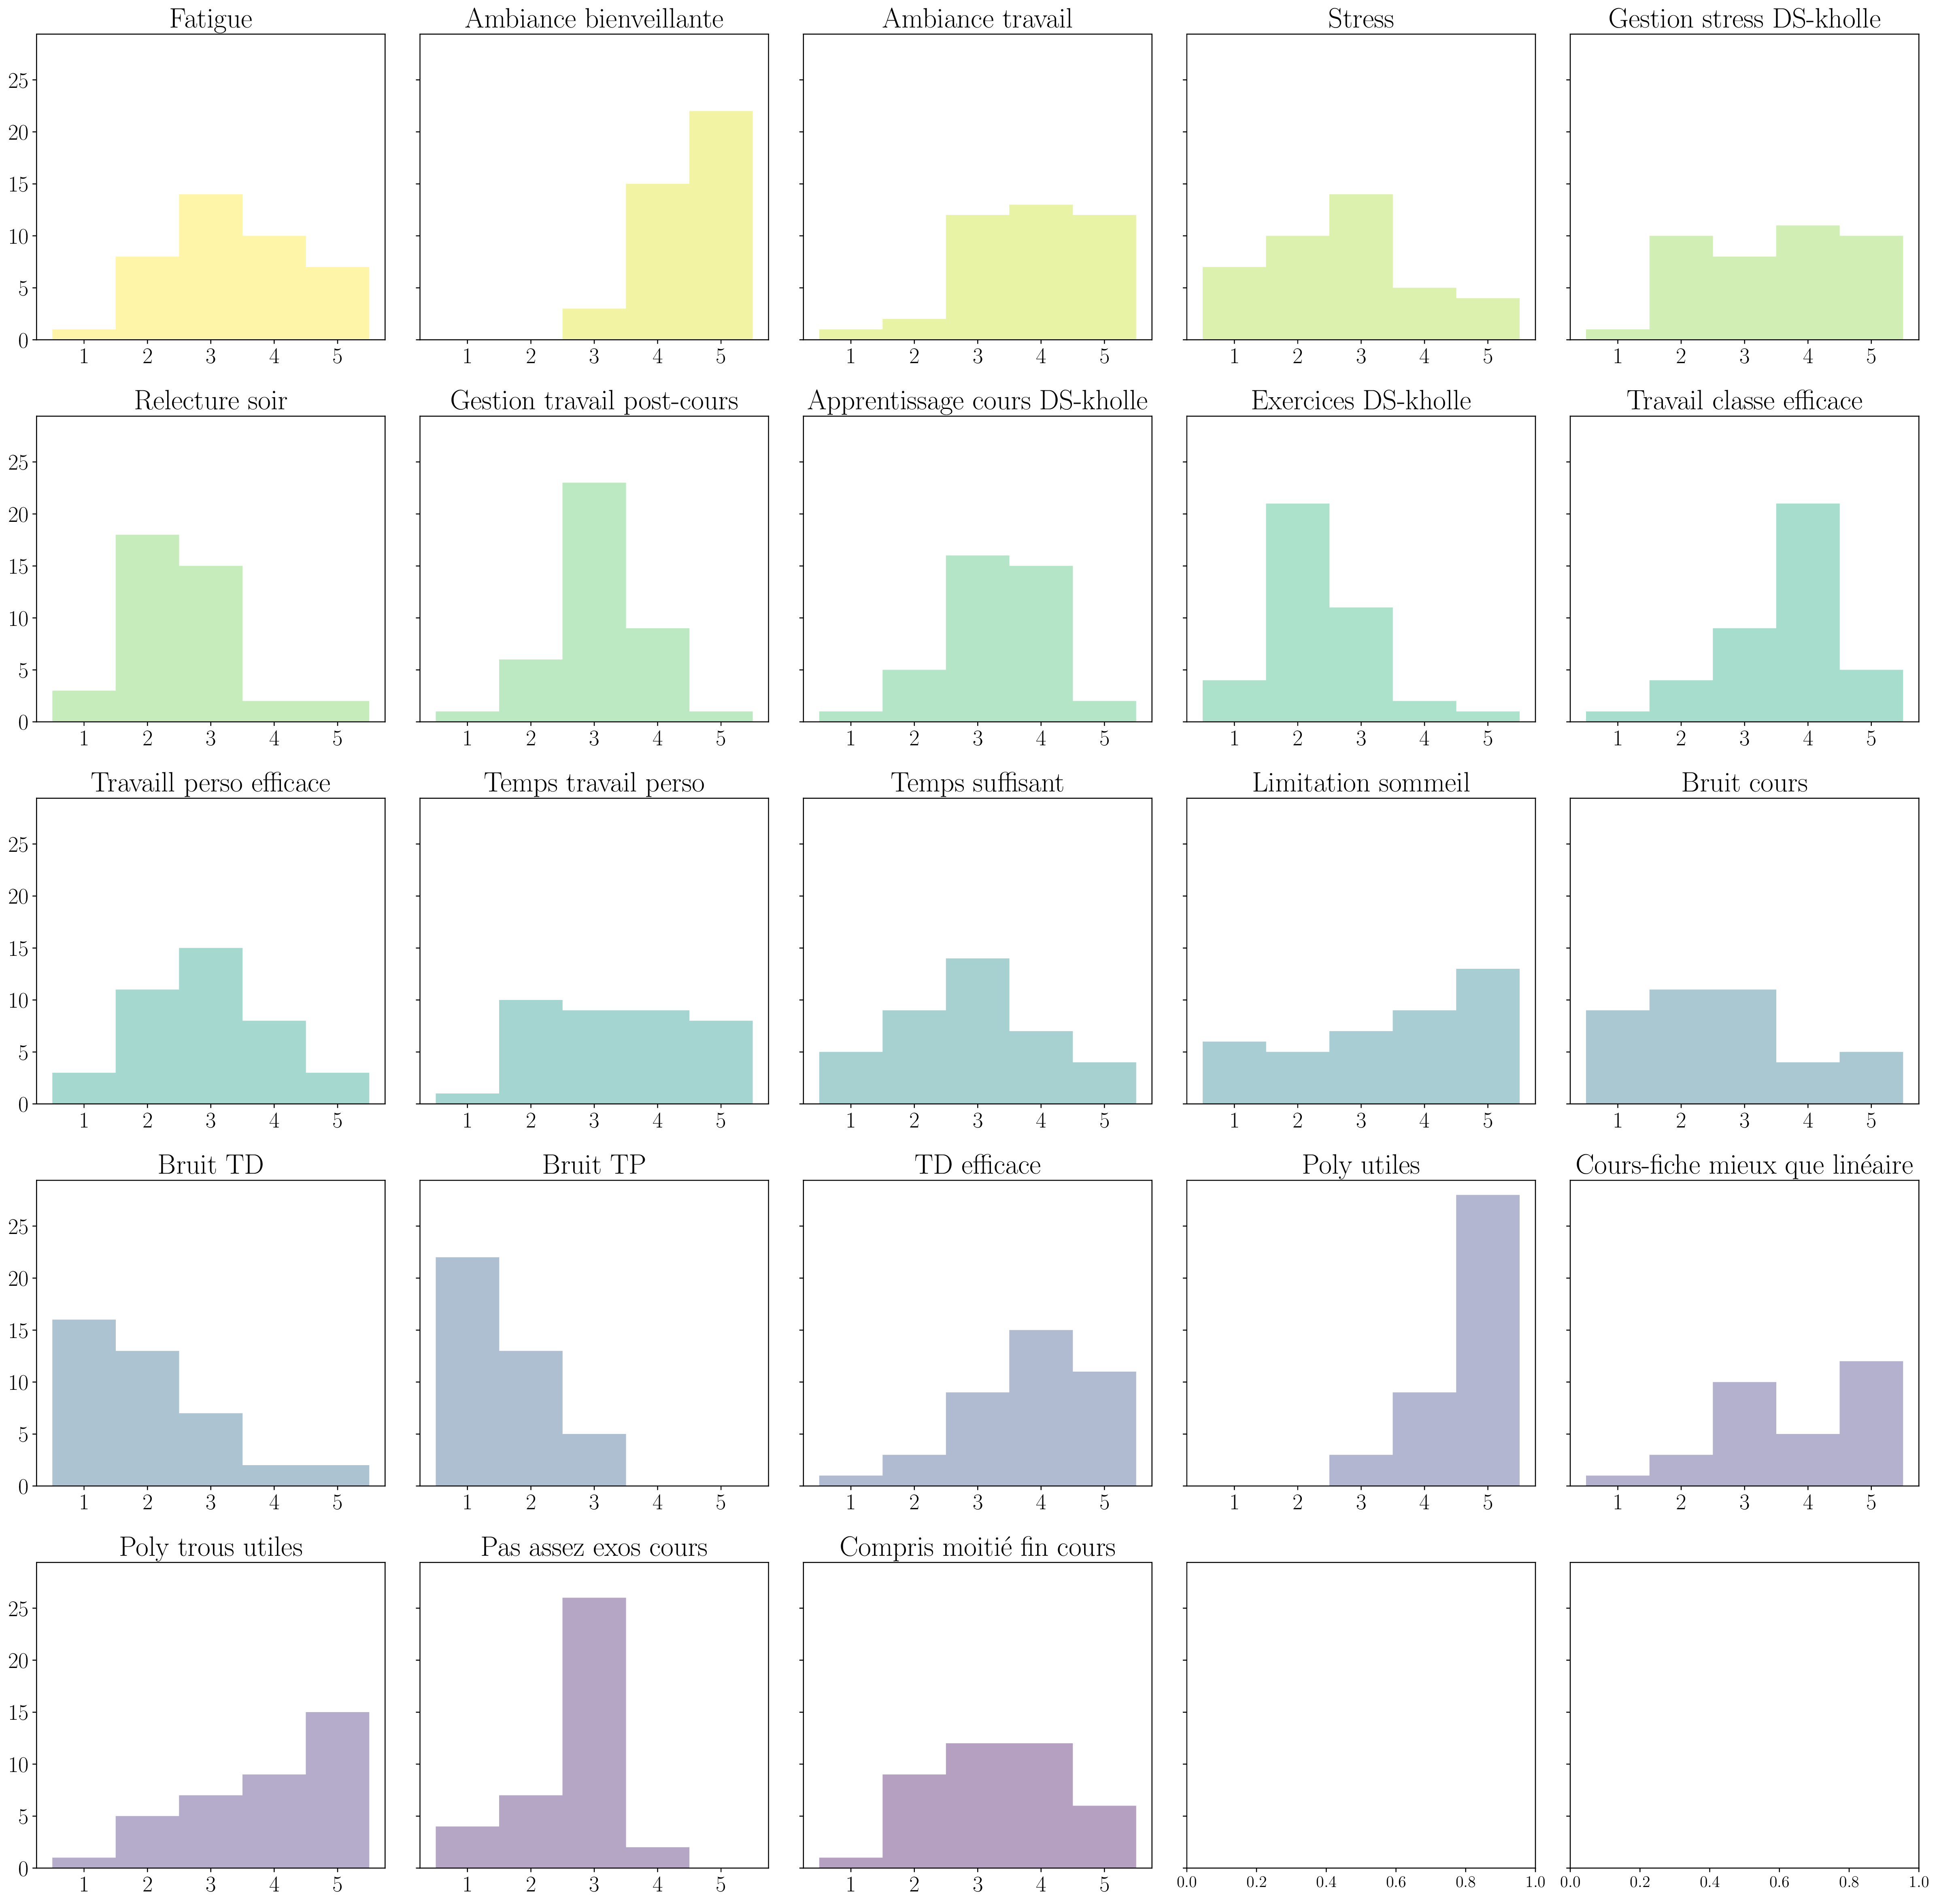 Fatigue
Ambiance bienveillante
Ambiance travail
Stress
Gestion stress DS-kholle
25
20
15
10
5
0
1 2 3 4 5
1 2 3 4 5
1 2 3 4 5
1 2 3 4 5
1 2 3 4 5
Relecture soir
Gestion travail post-cours
Apprentissage cours DS-kholle
Exercices DS-kholle
Travail classe efficace
25
20
15
10
5
0
1 2 3 4 5
1 2 3 4 5
1 2 3 4 5
1 2 3 4 5
1 2 3 4 5
Travaill perso efficace
Temps travail perso
Temps suffisant
Limitation sommeil
Bruit cours
25
20
15
10
5
0
1 2 3 4 5
1 2 3 4 5
1 2 3 4 5
1 2 3 4 5
1 2 3 4 5
Bruit TD
Bruit TP
TD efficace
Poly utiles
Cours-fiche mieux que linéaire
25
20
15
10
5
0
1 2 3 4 5
1 2 3 4 5
1 2 3 4 5
1 2 3 4 5
1 2 3 4 5
Poly trous utiles
Pas assez exos cours
Compris moitié fin cours
25
20
15
10
5
0
1 2 3 4 5
1 2 3 4 5
1 2 3 4 5
0.0 0.2 0.4 0.6 0.8 1.0
0.0 0.2 0.4 0.6 0.8 1.0